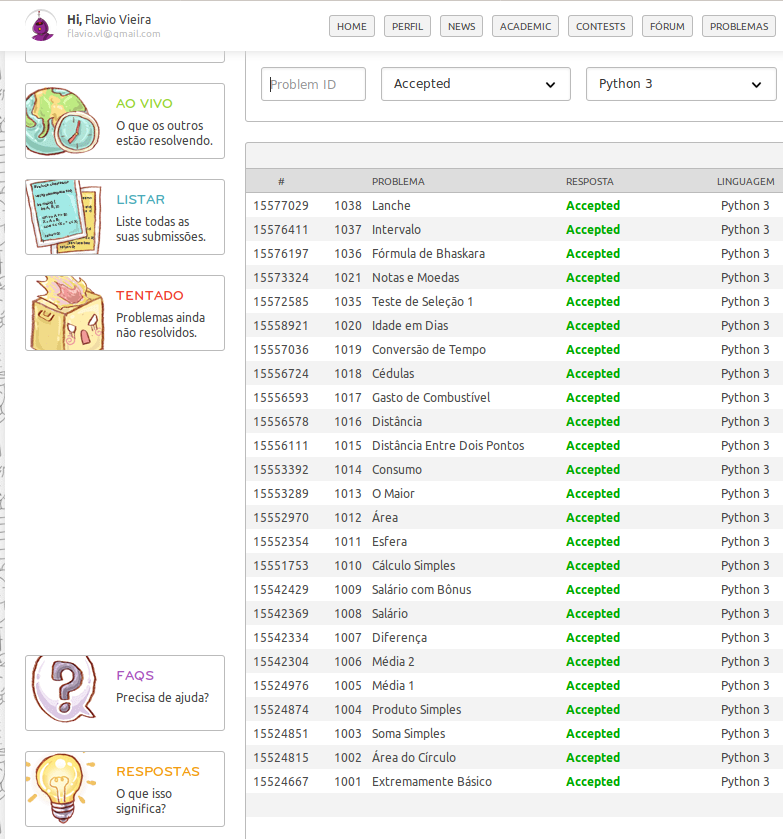 Hi, Flavio Vieira
flavio.vl@gmail.com
HOME PERFIL NEWS ACADEMIC CONTESTS FÓRUM PROBLEMAS
AO VIVO
O que os outros
estão resolvendo.
LISTAR
Liste todas as
suas submissões.
TENTADO
Problemas ainda
não resolvidos.
FAQS
Precisa de ajuda?
RESPOSTAS
O que isso
significa?
Problem ID Accepted Python 3
# PROBLEMA RESPOSTA LINGUAGEM
15577029 1038 Lanche Accepted Python 3
15576411 1037 Intervalo Accepted Python 3
15576197 1036 Fórmula de Bhaskara Accepted Python 3
15573324 1021 Notas e Moedas Accepted Python 3
15572585 1035 Teste de Seleção 1 Accepted Python 3
15558921 1020 Idade em Dias Accepted Python 3
15557036 1019 Conversão de Tempo Accepted Python 3
15556724 1018 Cédulas Accepted Python 3
15556593 1017 Gasto de Combustível Accepted Python 3
15556578 1016 Distância Accepted Python 3
15556111 1015 Distância Entre Dois Pontos Accepted Python 3
15553392 1014 Consumo Accepted Python 3
15553289 1013 O Maior Accepted Python 3
15552970 1012 Área Accepted Python 3
15552354 1011 Esfera Accepted Python 3
15551753 1010 Cálculo Simples Accepted Python 3
15542429 1009 Salário com Bônus Accepted Python 3
15542369 1008 Salário Accepted Python 3
15542334 1007 Diferença Accepted Python 3
15542304 1006 Média 2 Accepted Python 3
15524976 1005 Média 1 Accepted Python 3
15524874 1004 Produto Simples Accepted Python 3
15524851 1003 Soma Simples Accepted Python 3
15524815 1002 Área do Círculo Accepted Python 3
15524667 1001 Extremamente Básico Accepted Python 3